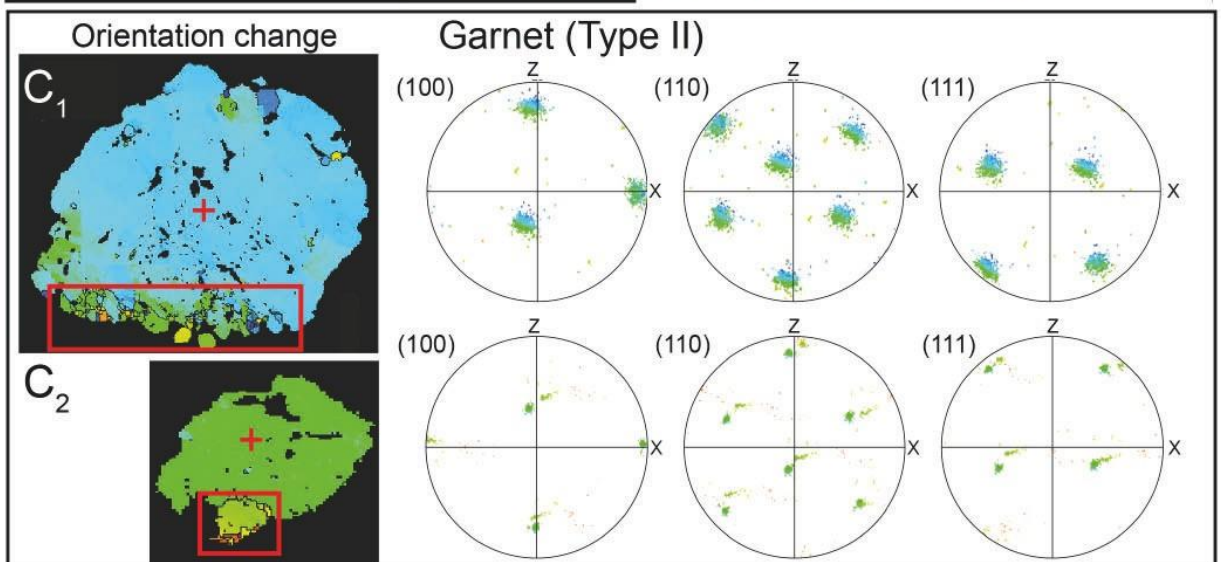 Orientation change
Garnet (Type II)
C1
(100)
Z
X
(110)
Z
X
(111)
Z
X
C2
(100)
Z
X
(110)
Z
X
(111)
Z
X